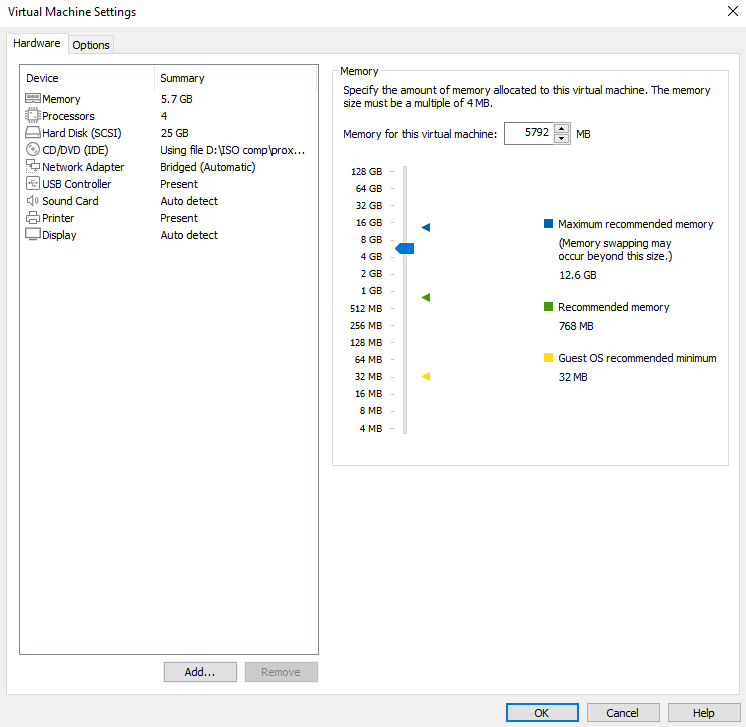 Virtual Machine Settings
Hardware
Options
Device Summary
Memory 5.7 GB
Processors 4
Hard Disk (SCSI) 25 GB
CD/DVD (IDE) Using file D:\ISO comp\prox...
Network Adapter Bridged (Automatic)
USB Controller Present
Sound Card Auto detect
Printer Present
Display Auto detect
Add...
Remove
Memory
Specify the amount of memory allocated to this virtual machine. The memory
size must be a multiple of 4 MB.
Memory for this virtual machine: 5792 MB
128 GB
64 GB
32 GB
16 GB
8 GB
4 GB
2 GB
1 GB
512 MB
256 MB
128 MB
64 MB
32 MB
16 MB
8 MB
4 MB
Maximum recommended memory
(Memory swapping may
occur beyond this size.)
12.6 GB
Recommended memory
768 MB
Guest OS recommended minimum
32 MB
OK
Cancel
Help